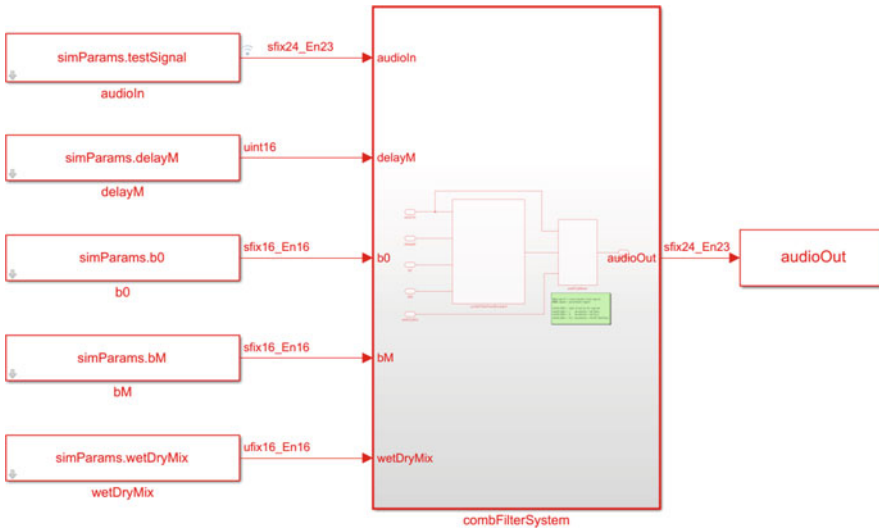 simParams.testSignal
audioIn
sfix24_En23
audioIn
simParams.delayM
delayM
uint16
delayM
simParams.b0
b0
sfix16_En16
b0
simParams.bM
bM
sfix16_En16
bM
simParams.wetDryMix
wetDryMix
ufix16_En16
wetDryMix
audioOut
sfix24_En23
audioOut
combFilterSystem